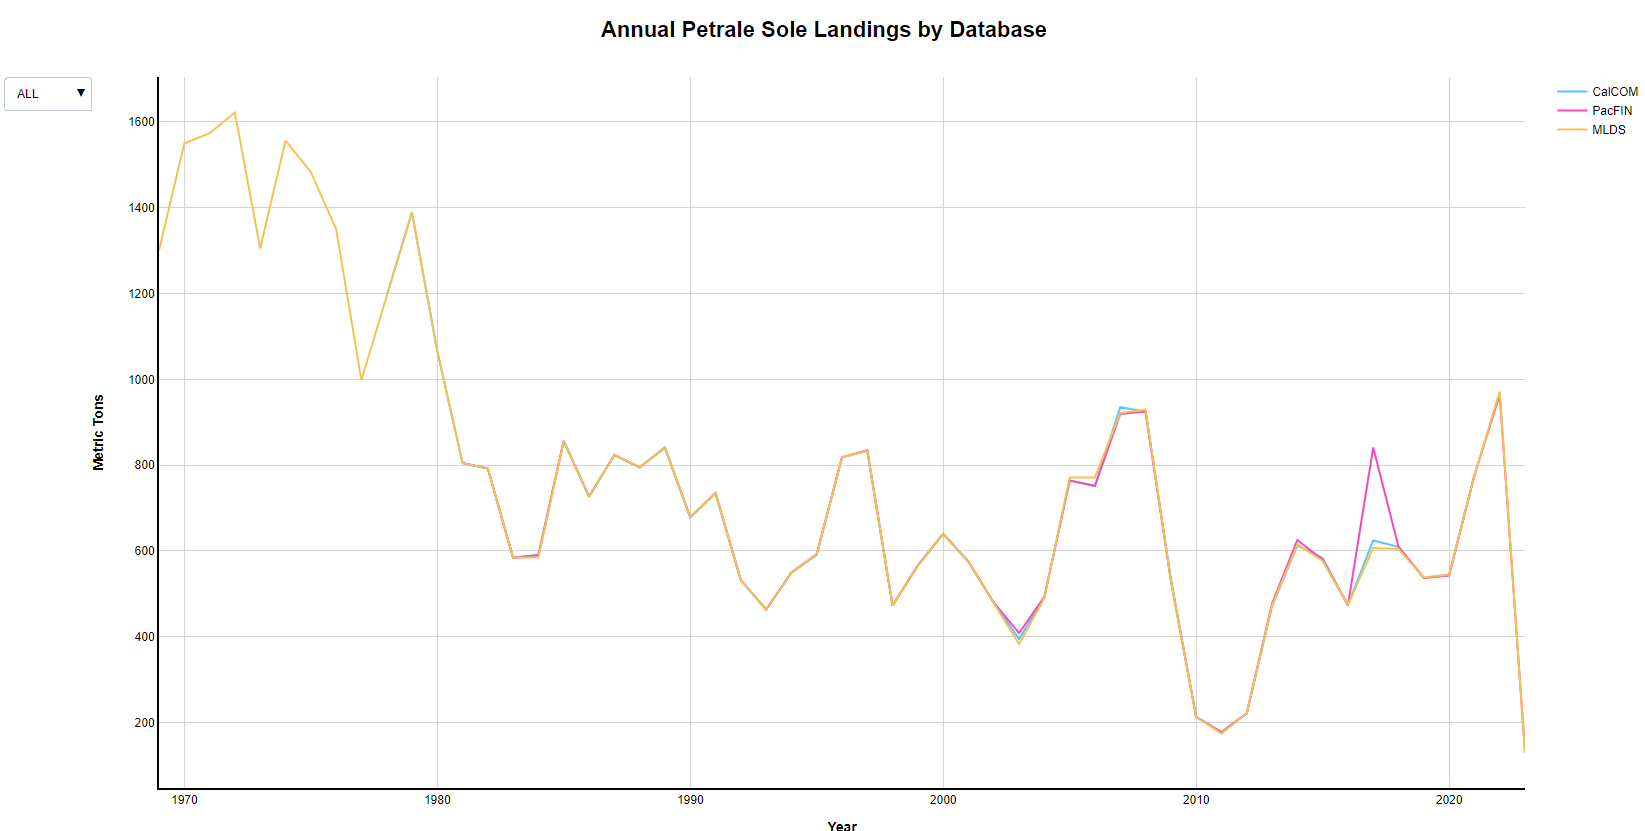 Annual Petrale Sole Landings by Database
ALL ▼
CalCOM
PacFIN
MLDS
1600
1400
1200
1000
800
600
400
200
Metric Tons
1970 1980 1990 2000 2010 2020
Year